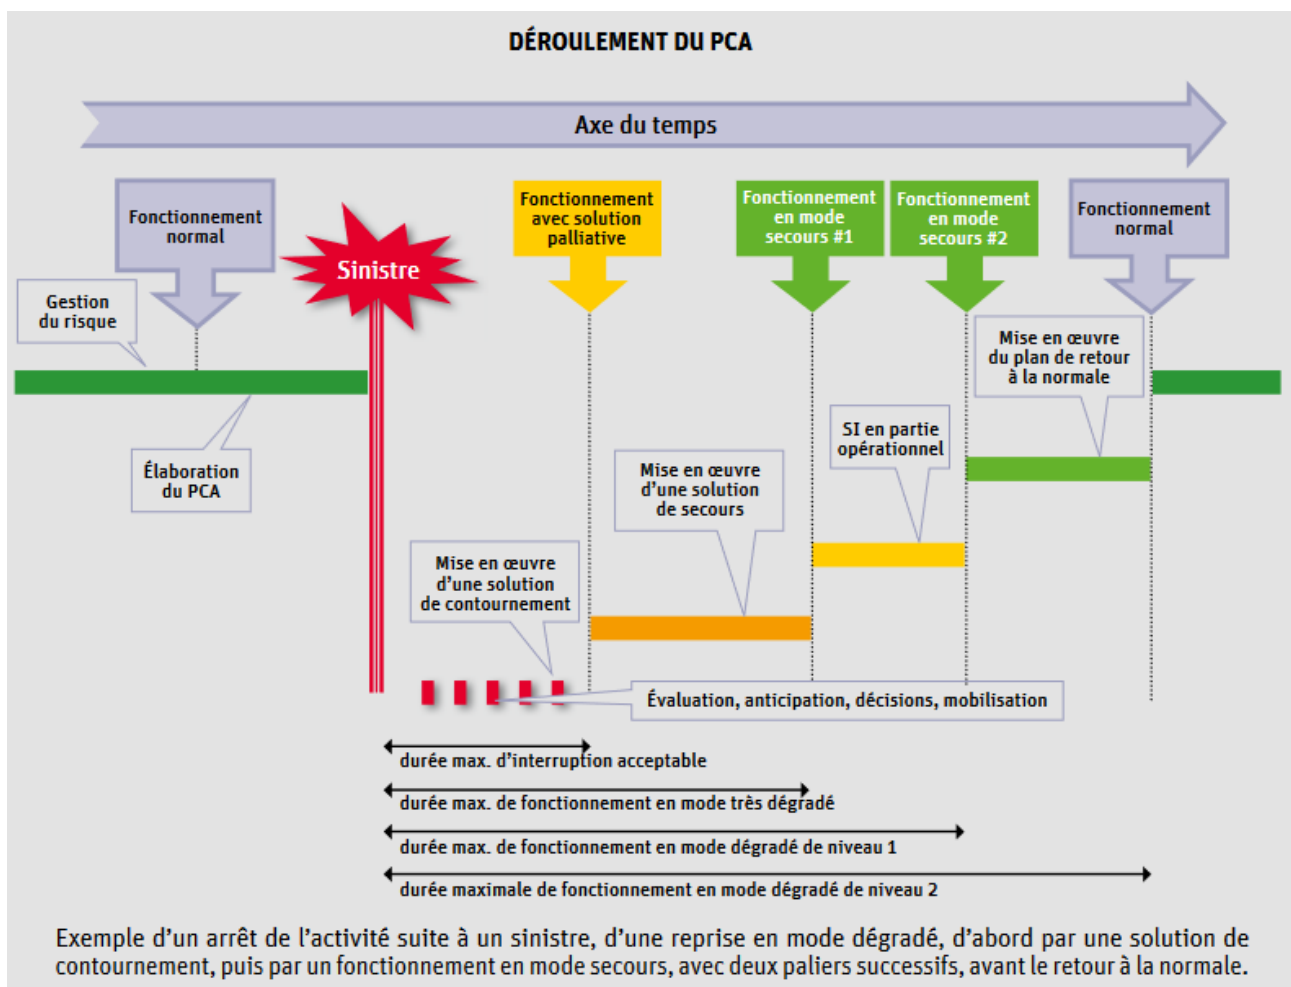 DÉROULEMENT DU PCA
Axe du temps
Fonctionnement
normal
Sinistre
Fonctionnement
avec solution
palliative
Fonctionnement
en mode
secours #1
Fonctionnement
en mode
secours #2
Fonctionnement
normal
Gestion
du risque
Élaboration
du PCA
Mise en œuvre
d’une solution
de contournement
Mise en œuvre
d’une solution
de secours
SI en partie
opérationnel
Mise en œuvre
du plan de retour
à la normale
Évaluation, anticipation, décisions, mobilisation
durée max. d’interruption acceptable
durée max. de fonctionnement en mode très dégradé
durée max. de fonctionnement en mode dégradé de niveau 1
durée maximale de fonctionnement en mode dégradé de niveau 2
Exemple d’un arrêt de l’activité suite à un sinistre, d’une reprise en mode dégradé, d’abord par une solution de
contournement, puis par un fonctionnement en mode secours, avec deux paliers successifs, avant le retour à la normale.